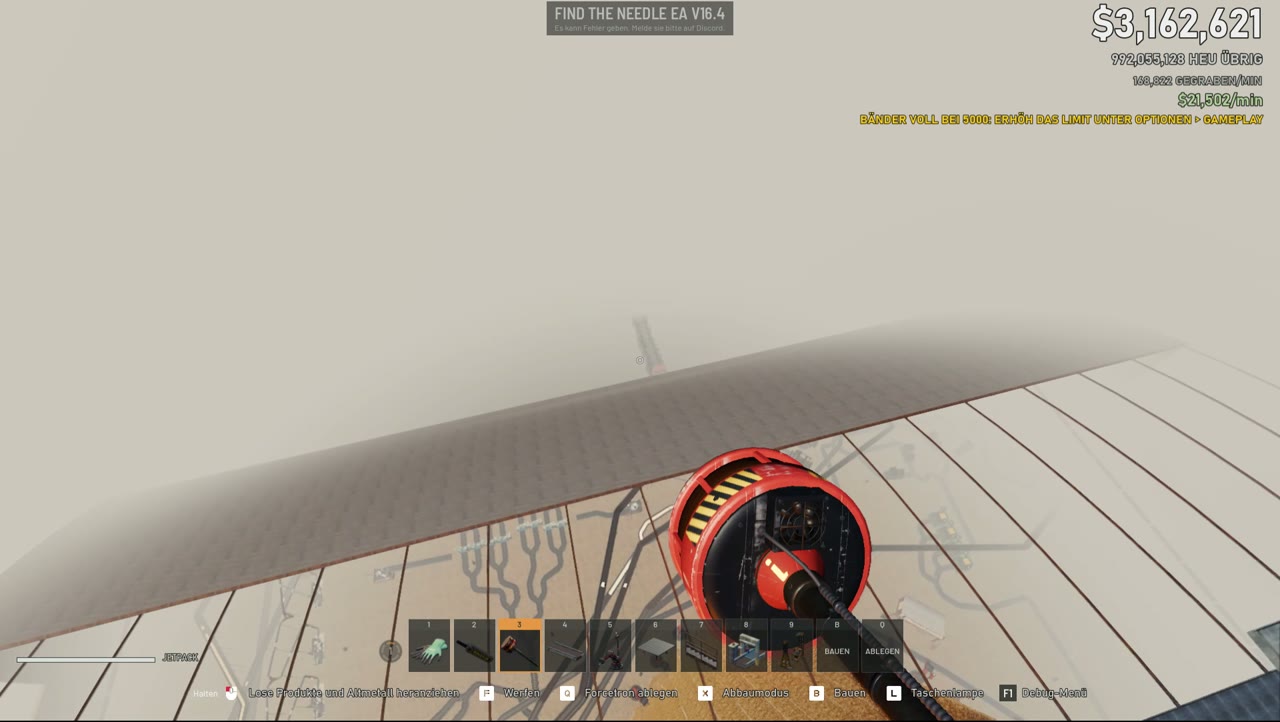 FIND THE NEEDLE EA V16.4
Es kann Fehler geben. Melde sie bitte auf Discord.
$3,162,621
992,055,128 HEU ÜBRIG
168,822 GEGRABEN/MIN
$21,502/min
BÄNDER VOLL BEI 5000: ERHÖH DAS LIMIT UNTER OPTIONEN > GAMEPLAY
JETPACK
1 2 3 4 5 6 7 8 9 B Q
BAUEN ABLEGEN
Halten Lose Produkte und Altmetall heranziehen F Werfen Q Forcetron ablegen X Abbaumodus B Bauen L Taschenlampe F1 Debug-Menü